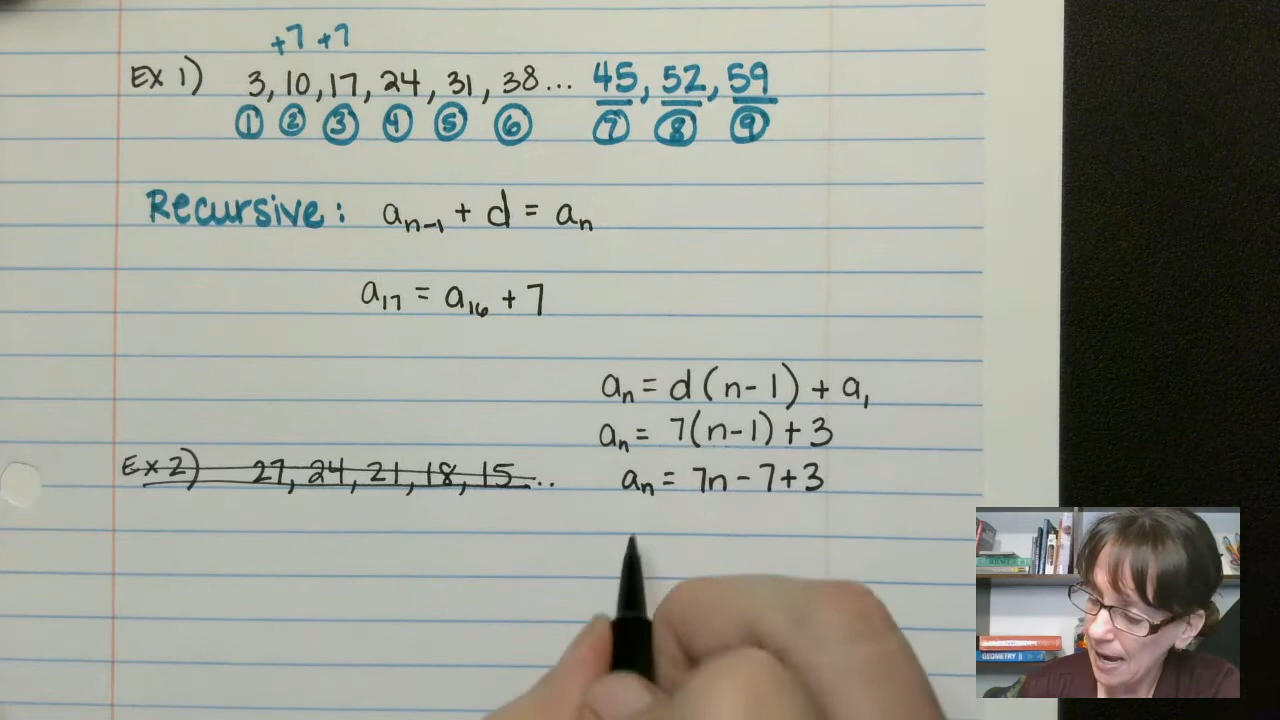 +7 +7
Ex 1) 3, 10, 17, 24, 31, 38... 45, 52, 59
① ② ③ ④ ⑤ ⑥ ⑦ ⑧ ⑨
Recursive: aₙ₋₁ + d = aₙ
a₁₇ = a₁₆ + 7
aₙ = d(n-1) + a₁
aₙ = 7(n-1) + 3
Ex 2) 27, 24, 21, 18, 15...
aₙ = 7n - 7 + 3
GEOMETRY